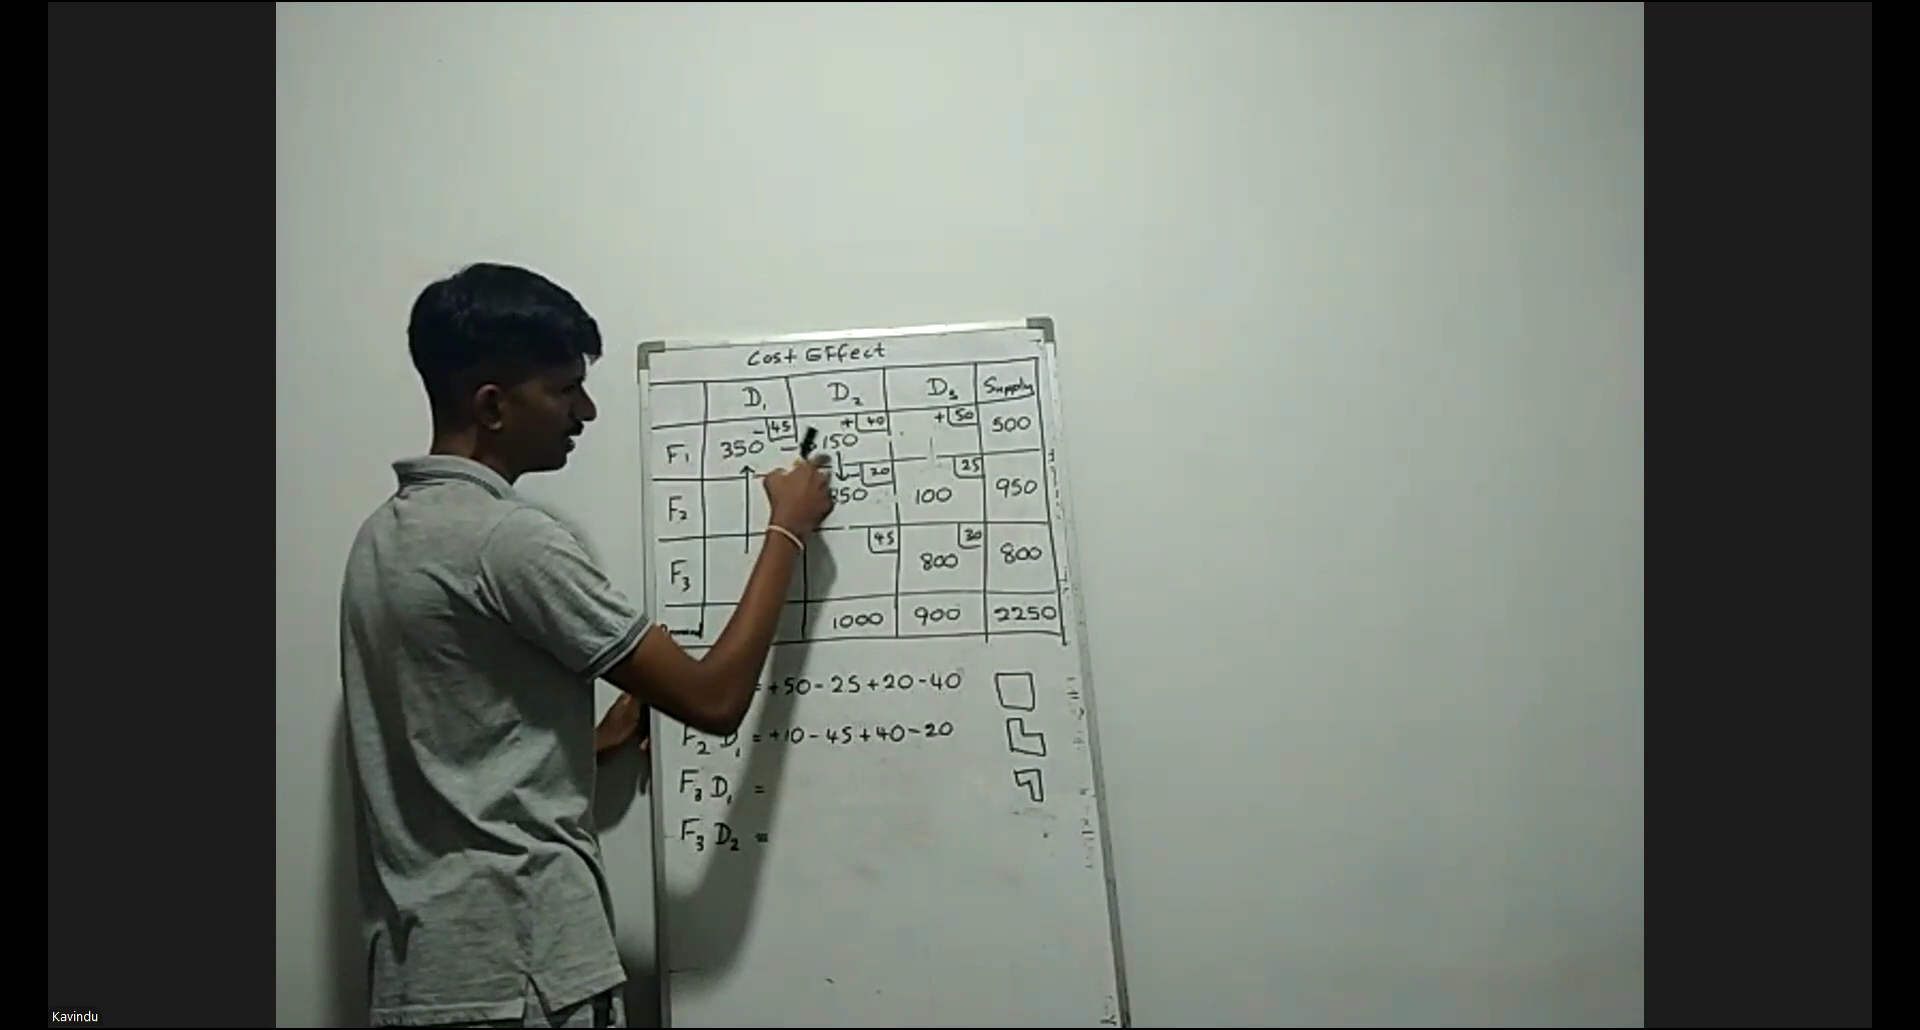 Cost Effect
D1 D2 D3 Supply
-45 +40 +50
F1 350 150 500
-20 25
F2 850 100 950
45 30
F3 800 800
1000 900 2250
= +50-25+20-40
F2 D1 = +10-45+40-20
F3 D1 =
F3 D2 =
Kavindu